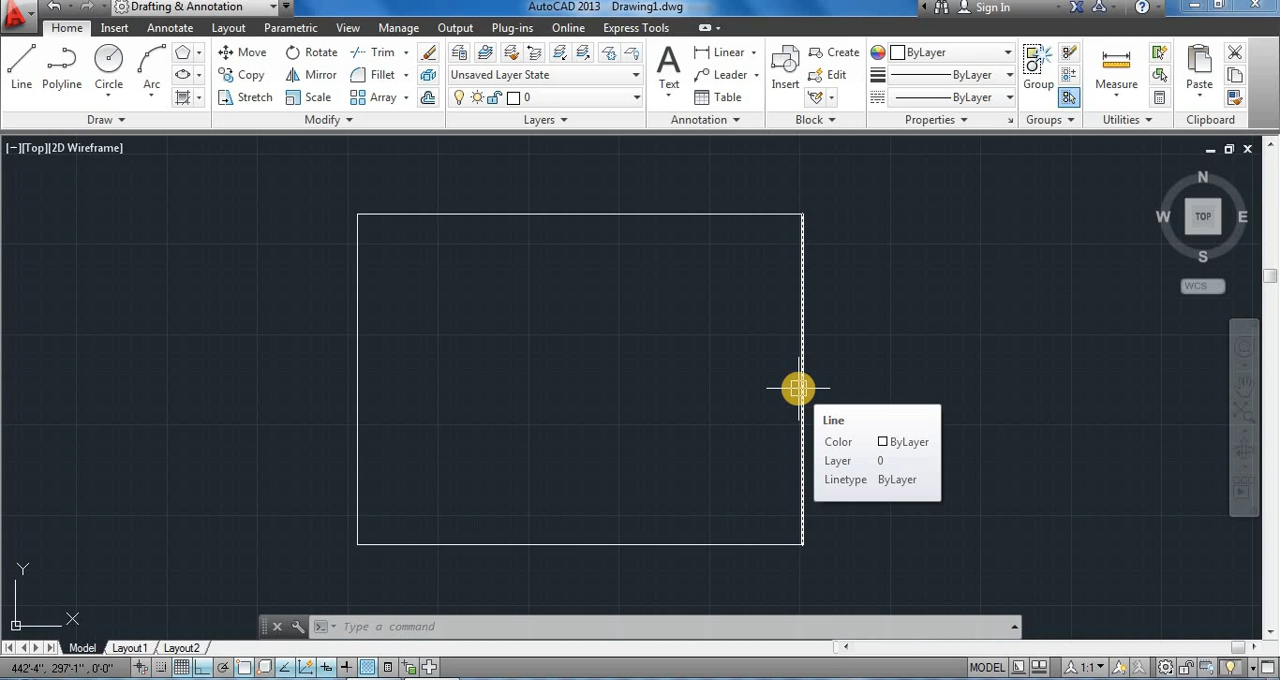 Drafting & Annotation AutoCAD 2013 Drawing1.dwg Sign In
Home Insert Annotate Layout Parametric View Manage Output Plug-ins Online Express Tools
Line Polyline Circle Arc
Move Rotate Trim
Copy Mirror Fillet
Stretch Scale Array
Unsaved Layer State
0
Text
Linear
Leader
Table
Insert
Create
Edit
ByLayer
ByLayer
ByLayer
Group
Measure
Paste
Draw Modify Layers Annotation Block Properties Groups Utilities Clipboard
[−][Top][2D Wireframe]
N
W TOP E
S
WCS
Line
Color ByLayer
Layer 0
Linetype ByLayer
Y
X
Type a command
Model Layout1 Layout2
442'-4", 297'-1", 0'-0" MODEL 1:1